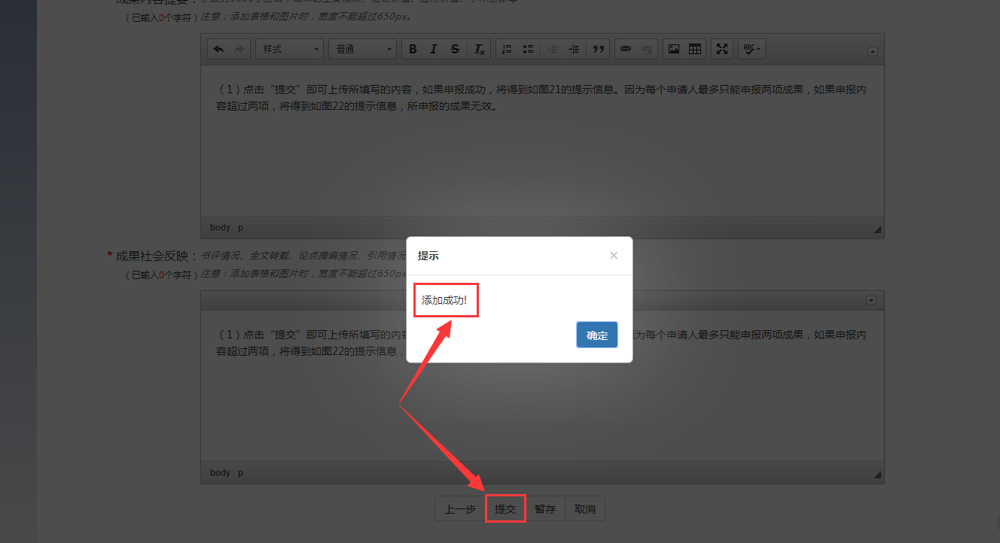 成果内容提要：
（已输入0个字符）注意：添加表格和图片时，宽度不能超过650px。
样式 普通 B I S Tx ABC
（1）点击“提交”即可上传所填写的内容，如果申报成功，将得到如图21的提示信息。因为每个申请人最多只能申报两项成果，如果申报内
容超过两项，将得到如图22的提示信息，所申报的成果无效。
body p
* 成果社会反映：书评情况、全文转载、论点摘编情况、引用情况
（已输入0个字符）注意：添加表格和图片时，宽度不能超过650px
提示 ×
添加成功!
确定
（1）点击“提交”即可上传所填写的内容 为每个申请人最多只能申报两项成果，如果申报内
容超过两项，将得到如图22的提示信息，
body p
上一步 提交 暂存 取消